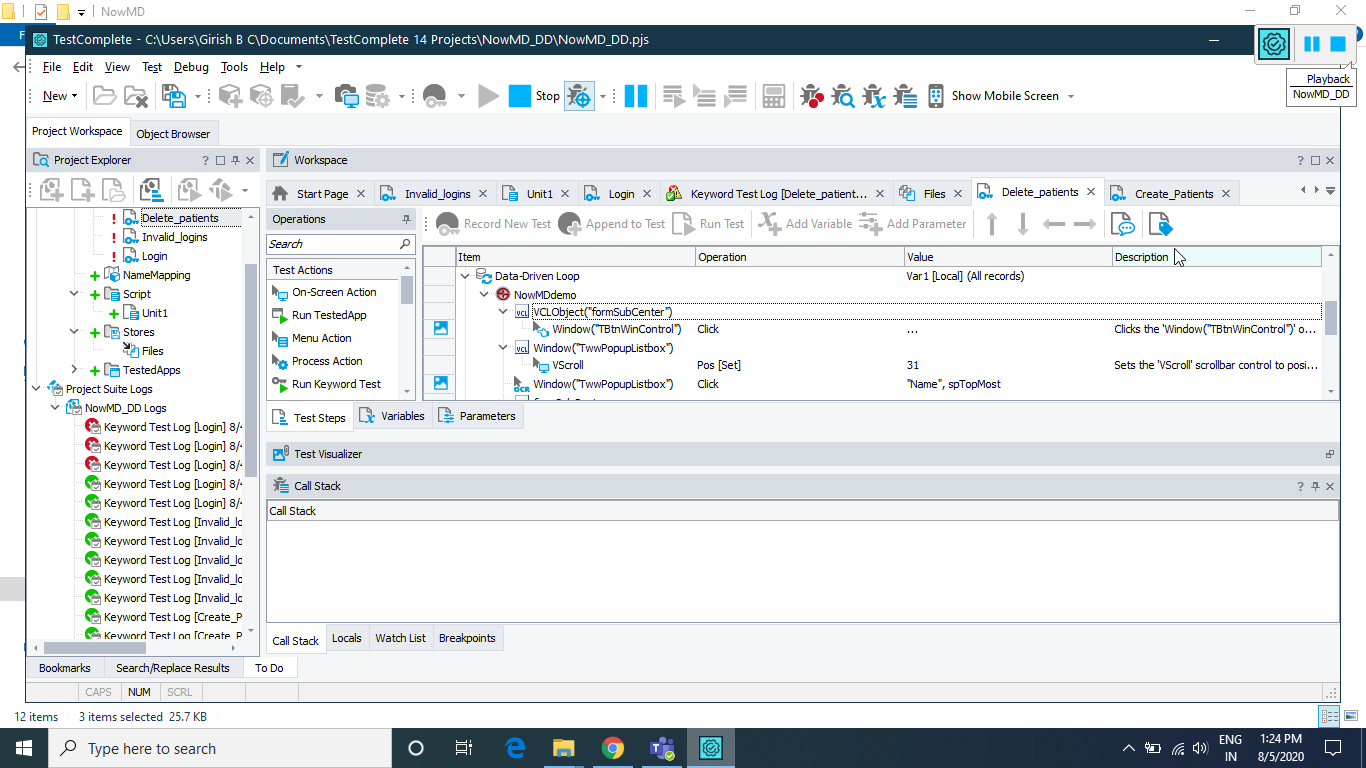 NowMD
TestComplete - C:\Users\Girish B C\Documents\TestComplete 14 Projects\NowMD_DD\NowMD_DD.pjs
File Edit View Test Debug Tools Help
Playback
NowMD_DD
New Stop Show Mobile Screen
Project Workspace Object Browser
Project Explorer Workspace
Start Page Invalid_logins Unit1 Login Keyword Test Log [Delete_patient... Files Delete_patients Create_Patients
Operations
Record New Test Append to Test Run Test Add Variable Add Parameter
Search
Item Operation Value Description
Test Actions
On-Screen Action
Run TestedApp
Menu Action
Process Action
Run Keyword Test
Data-Driven Loop Var1 [Local] (All records)
NowMDdemo
VCLObject("formSubCenter")
Window("TBtnWinControl") Click ... Clicks the 'Window("TBtnWinControl")' o...
Window("TwwPopupListbox")
VScroll Pos [Set] 31 Sets the 'VScroll' scrollbar control to posi...
Window("TwwPopupListbox") Click "Name", spTopMost
Delete_patients
Invalid_logins
Login
NameMapping
Script
Unit1
Stores
Files
TestedApps
Project Suite Logs
NowMD_DD Logs
Keyword Test Log [Login] 8/4
Keyword Test Log [Login] 8/4
Keyword Test Log [Login] 8/4
Keyword Test Log [Login] 8/4
Keyword Test Log [Login] 8/4
Keyword Test Log [Invalid_lo
Keyword Test Log [Invalid_lo
Keyword Test Log [Invalid_lo
Keyword Test Log [Invalid_lo
Keyword Test Log [Invalid_lo
Keyword Test Log [Create_P
Keyword Test Log [Create_P
Test Steps Variables Parameters
Test Visualizer
Call Stack
Call Stack
Call Stack Locals Watch List Breakpoints
Bookmarks Search/Replace Results To Do
CAPS NUM SCRL
12 items 3 items selected 25.7 KB
Type here to search
ENG
IN
1:24 PM
8/5/2020